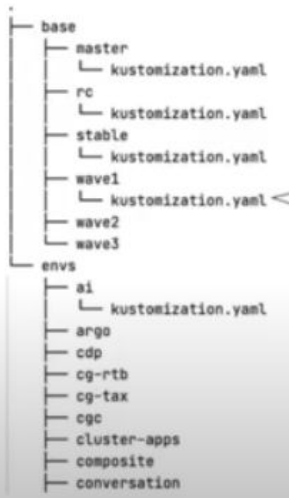 .
├── base
│   ├── master
│   │   └── kustomization.yaml
│   ├── rc
│   │   └── kustomization.yaml
│   ├── stable
│   │   └── kustomization.yaml
│   ├── wave1
│   │   └── kustomization.yaml
│   ├── wave2
│   └── wave3
└── envs
    ├── ai
    │   └── kustomization.yaml
    ├── argo
    ├── cdp
    ├── cg-rtb
    ├── cg-tax
    ├── cgc
    ├── cluster-apps
    ├── composite
    ├── conversation